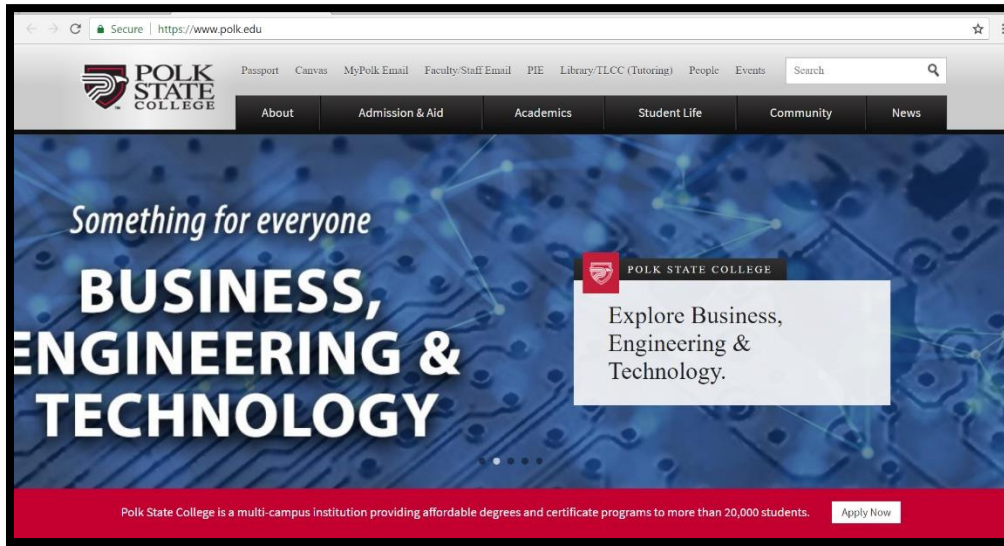 Secure | https://www.polk.edu
POLK
STATE
COLLEGE
Passport Canvas MyPolk Email Faculty/Staff Email PIE Library/TLCC (Tutoring) People Events Search
About Admission & Aid Academics Student Life Community News
Something for everyone
BUSINESS,
ENGINEERING &
TECHNOLOGY
POLK STATE COLLEGE
Explore Business,
Engineering &
Technology.
Polk State College is a multi-campus institution providing affordable degrees and certificate programs to more than 20,000 students. Apply Now